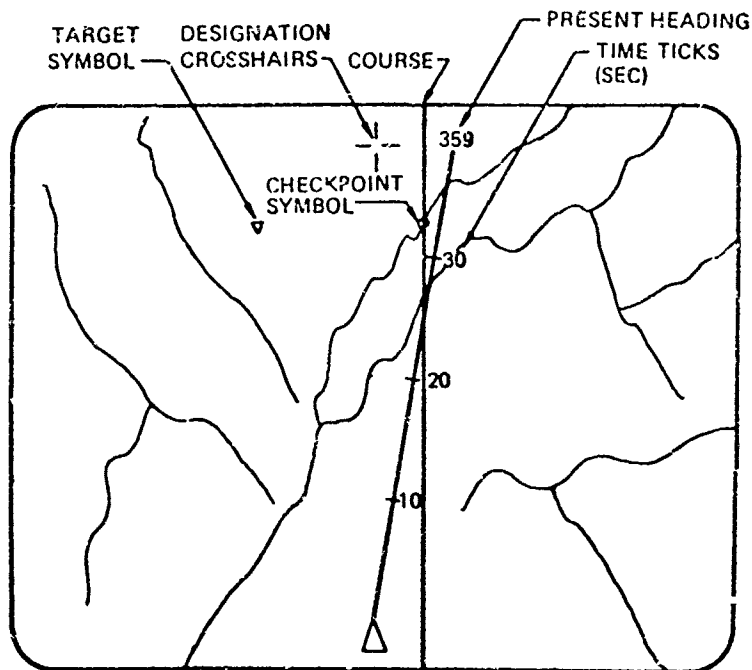 PRESENT HEADING
TARGET
SYMBOL
DESIGNATION
CROSSHAIRS
COURSE
TIME TICKS
(SEC)
359
CHECKPOINT
SYMBOL
30
20
10